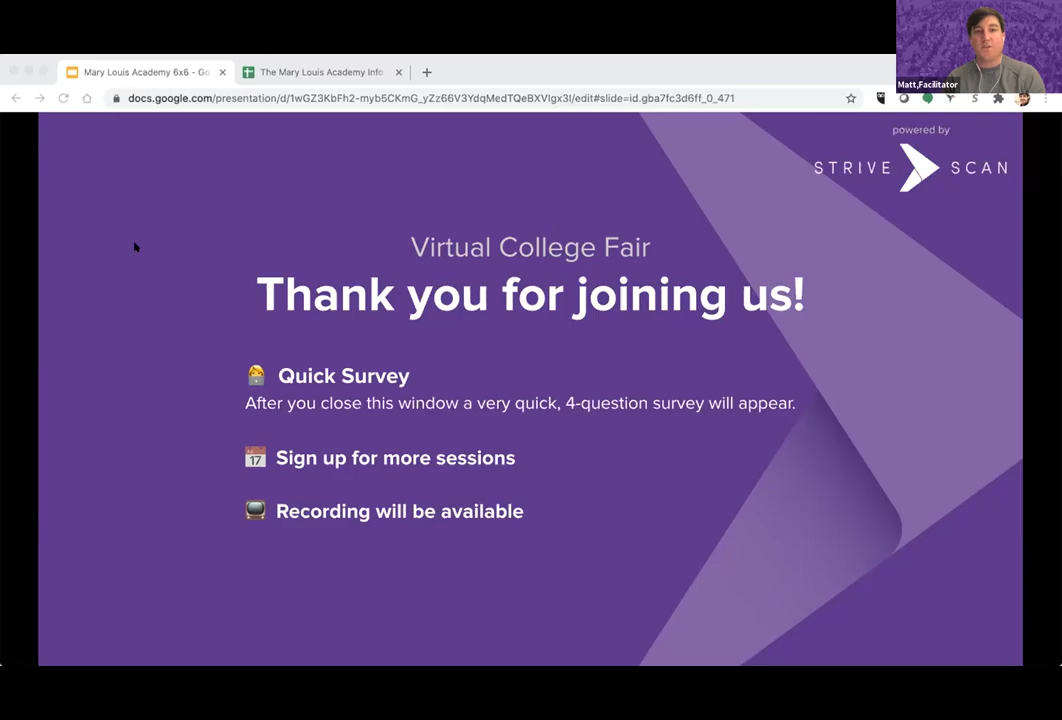 Mary Louis Academy 6x6 - Go
The Mary Louis Academy Info
docs.google.com/presentation/d/1wGZ3KbFh2-myb5CKmG_yZz66V3YdqMedTQeBXVIgx3I/edit#slide=id.gba7fc3d6ff_0_471
Matt,Facilitator
powered by
STRIVE SCAN
Virtual College Fair
Thank you for joining us!
Quick Survey
After you close this window a very quick, 4-question survey will appear.
17 Sign up for more sessions
Recording will be available